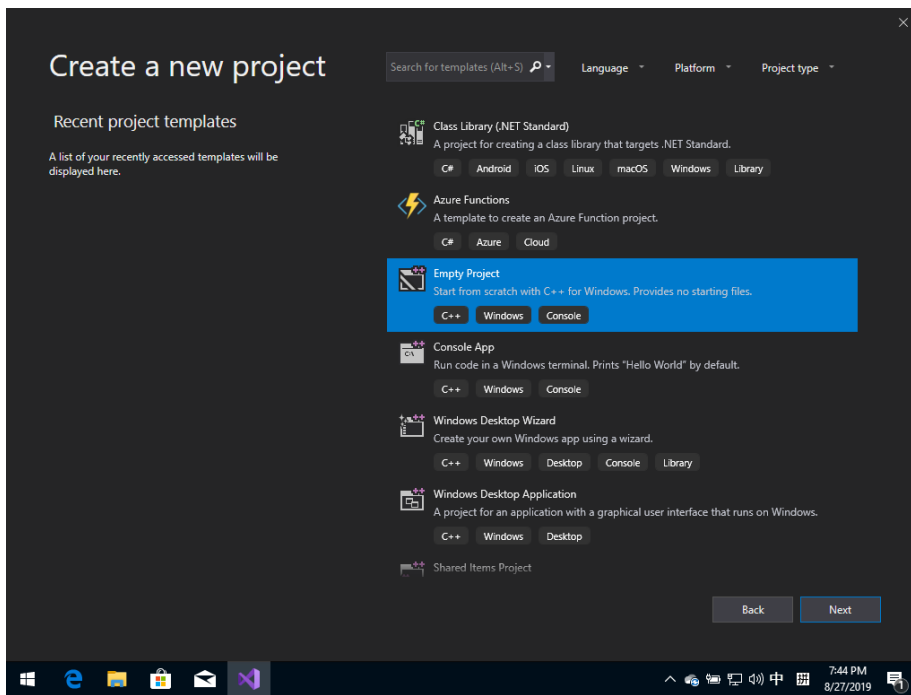 Create a new project
Search for templates (Alt+S)
Language
Platform
Project type
Recent project templates
A list of your recently accessed templates will be
displayed here.
Class Library (.NET Standard)
A project for creating a class library that targets .NET Standard.
C# Android iOS Linux macOS Windows Library
Azure Functions
A template to create an Azure Function project.
C# Azure Cloud
Empty Project
Start from scratch with C++ for Windows. Provides no starting files.
C++ Windows Console
Console App
Run code in a Windows terminal. Prints "Hello World" by default.
C++ Windows Console
Windows Desktop Wizard
Create your own Windows app using a wizard.
C++ Windows Desktop Console Library
Windows Desktop Application
A project for an application with a graphical user interface that runs on Windows.
C++ Windows Desktop
Shared Items Project
Back Next
中 拼
7:44 PM
8/27/2019
1